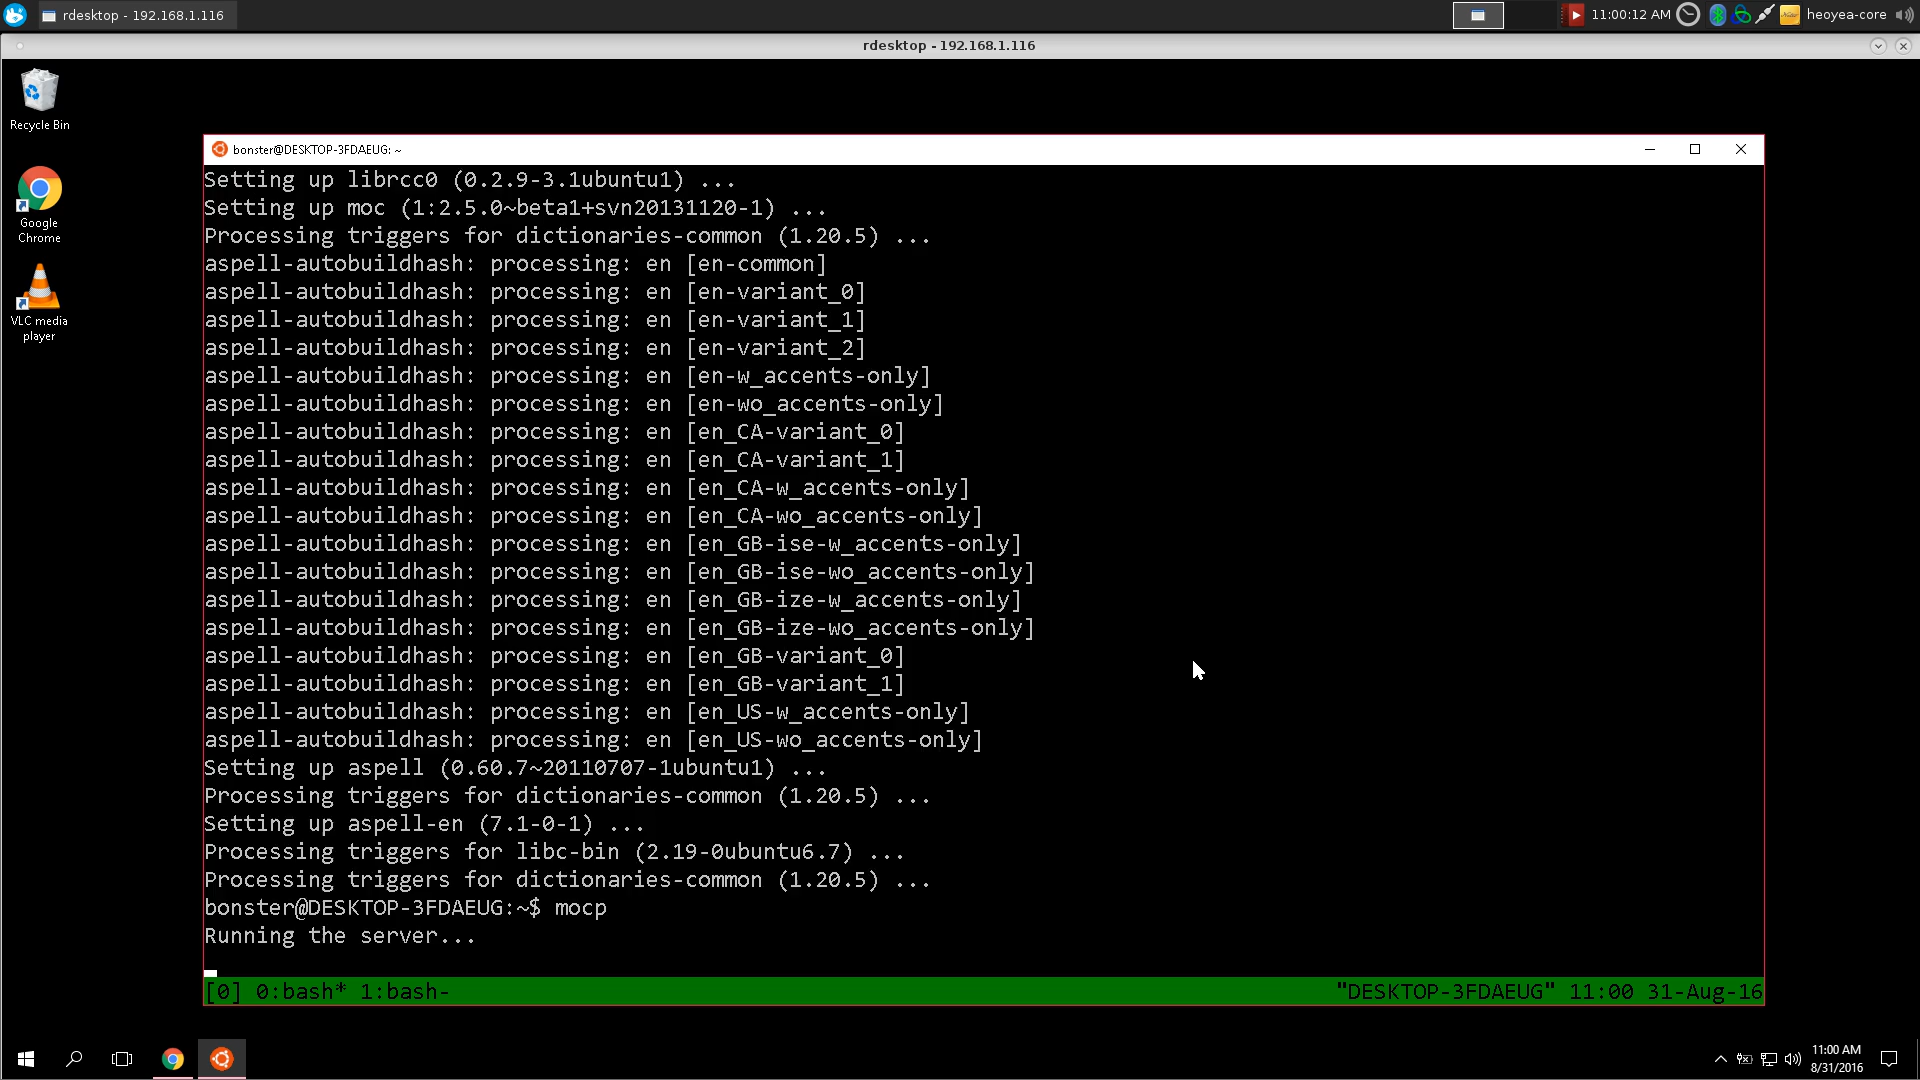 rdesktop - 192.168.1.116
11:00:12 AM
heoyea-core
rdesktop - 192.168.1.116
Recycle Bin
Google
Chrome
VLC media
player
bonster@DESKTOP-3FDAEUG: ~
Setting up librcc0 (0.2.9-3.1ubuntu1) ...
Setting up moc (1:2.5.0~beta1+svn20131120-1) ...
Processing triggers for dictionaries-common (1.20.5) ...
aspell-autobuildhash: processing: en [en-common]
aspell-autobuildhash: processing: en [en-variant_0]
aspell-autobuildhash: processing: en [en-variant_1]
aspell-autobuildhash: processing: en [en-variant_2]
aspell-autobuildhash: processing: en [en-w_accents-only]
aspell-autobuildhash: processing: en [en-wo_accents-only]
aspell-autobuildhash: processing: en [en_CA-variant_0]
aspell-autobuildhash: processing: en [en_CA-variant_1]
aspell-autobuildhash: processing: en [en_CA-w_accents-only]
aspell-autobuildhash: processing: en [en_CA-wo_accents-only]
aspell-autobuildhash: processing: en [en_GB-ise-w_accents-only]
aspell-autobuildhash: processing: en [en_GB-ise-wo_accents-only]
aspell-autobuildhash: processing: en [en_GB-ize-w_accents-only]
aspell-autobuildhash: processing: en [en_GB-ize-wo_accents-only]
aspell-autobuildhash: processing: en [en_GB-variant_0]
aspell-autobuildhash: processing: en [en_GB-variant_1]
aspell-autobuildhash: processing: en [en_US-w_accents-only]
aspell-autobuildhash: processing: en [en_US-wo_accents-only]
Setting up aspell (0.60.7~20110707-1ubuntu1) ...
Processing triggers for dictionaries-common (1.20.5) ...
Setting up aspell-en (7.1-0-1) ...
Processing triggers for libc-bin (2.19-0ubuntu6.7) ...
Processing triggers for dictionaries-common (1.20.5) ...
bonster@DESKTOP-3FDAEUG:~$ mocp
Running the server...
[0] 0:bash* 1:bash- "DESKTOP-3FDAEUG" 11:00 31-Aug-16
11:00 AM
8/31/2016